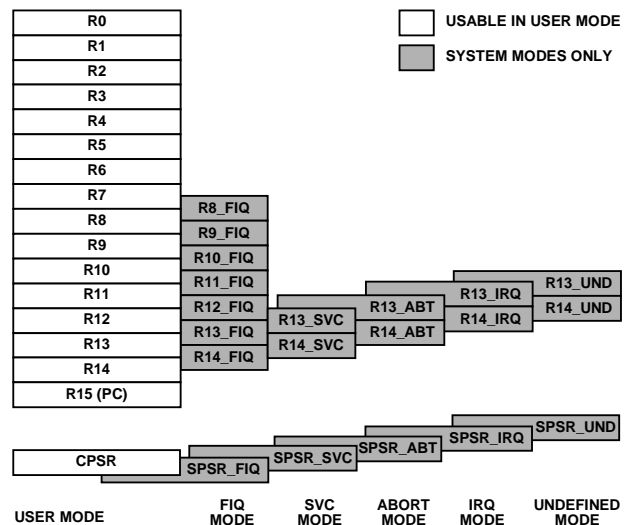 R0
R1
R2
R3
R4
R5
R6
R7
R8
R9
R10
R11
R12
R13
R14
R15 (PC)
R8_FIQ
R9_FIQ
R10_FIQ
R11_FIQ
R12_FIQ
R13_FIQ
R14_FIQ
R13_SVC
R14_SVC
R13_ABT
R14_ABT
R13_IRQ
R14_IRQ
R13_UND
R14_UND
USABLE IN USER MODE
SYSTEM MODES ONLY
CPSR
SPSR_FIQ
SPSR_SVC
SPSR_ABT
SPSR_IRQ
SPSR_UND
USER MODE
FIQ
MODE
SVC
MODE
ABORT
MODE
IRQ
MODE
UNDEFINED
MODE